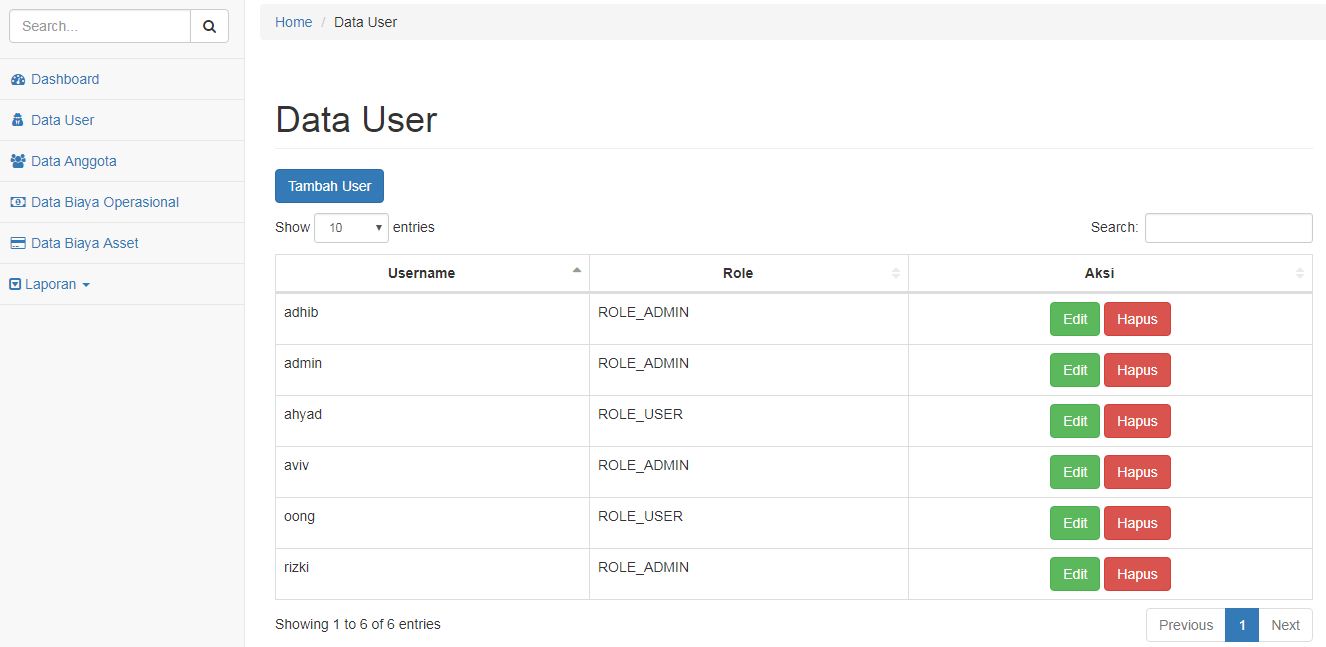 Search...
Dashboard
Data User
Data Anggota
Data Biaya Operasional
Data Biaya Asset
Laporan
Home / Data User
Data User
Tambah User
Show 10 entries
Search:
Username Role Aksi
adhib ROLE_ADMIN Edit Hapus
admin ROLE_ADMIN Edit Hapus
ahyad ROLE_USER Edit Hapus
aviv ROLE_ADMIN Edit Hapus
oong ROLE_USER Edit Hapus
rizki ROLE_ADMIN Edit Hapus
Showing 1 to 6 of 6 entries
Previous 1 Next